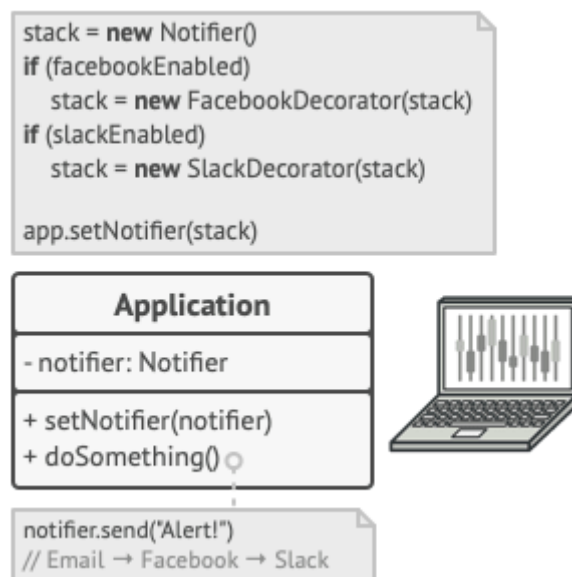 stack = new Notifier()
if (facebookEnabled)
stack = new FacebookDecorator(stack)
if (slackEnabled)
stack = new SlackDecorator(stack)
app.setNotifier(stack)
Application
- notifier: Notifier
+ setNotifier(notifier)
+ doSomething()
notifier.send("Alert!")
// Email → Facebook → Slack